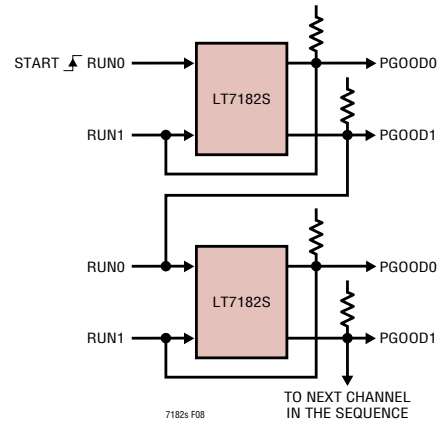 START RUN0
PGOOD0
LT7182S
RUN1
PGOOD1
RUN0
PGOOD0
LT7182S
RUN1
PGOOD1
TO NEXT CHANNEL
IN THE SEQUENCE
7182s F08